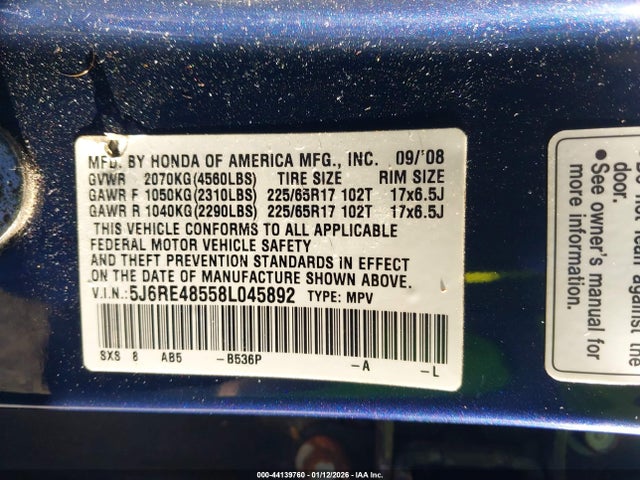 MFD. BY HONDA OF AMERICA MFG., INC. 09/'08
GVWR 2070KG(4560LBS) TIRE SIZE RIM SIZE
GAWR F 1050KG(2310LBS) 225/65R17 102T 17x6.5J
GAWR R 1040KG(2290LBS) 225/65R17 102T 17x6.5J
THIS VEHICLE CONFORMS TO ALL APPLICABLE
FEDERAL MOTOR VEHICLE SAFETY
AND THEFT PREVENTION STANDARDS IN EFFECT
ON THE DATE OF MANUFACTURE SHOWN ABOVE.
V.I.N.: 5J6RE48558L045892 TYPE: MPV
SXS 8 AB5 -B536P -A -L
against the
door.
• See owner's manual for
more information.
000-44139760 - 01/12/2026 - IAA Inc.